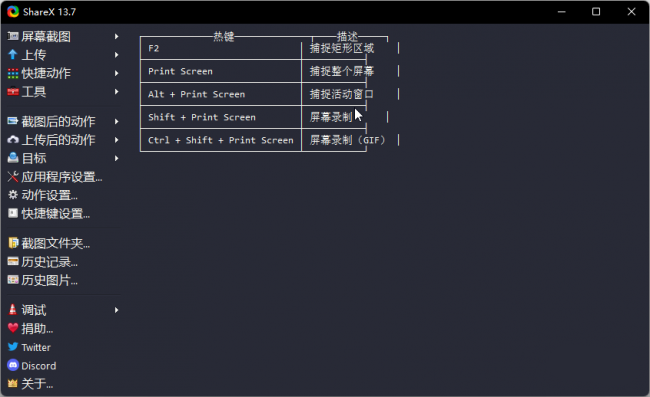 ShareX 13.7
屏幕截图
上传
快捷动作
工具
截图后的动作
上传后的动作
目标
应用程序设置...
动作设置...
快捷键设置...
截图文件夹...
历史记录...
历史图片...
调试
捐助...
Twitter
Discord
关于...
热键 描述
F2 捕捉矩形区域
Print Screen 捕捉整个屏幕
Alt + Print Screen 捕捉活动窗口
Shift + Print Screen 屏幕录制
Ctrl + Shift + Print Screen 屏幕录制（GIF）